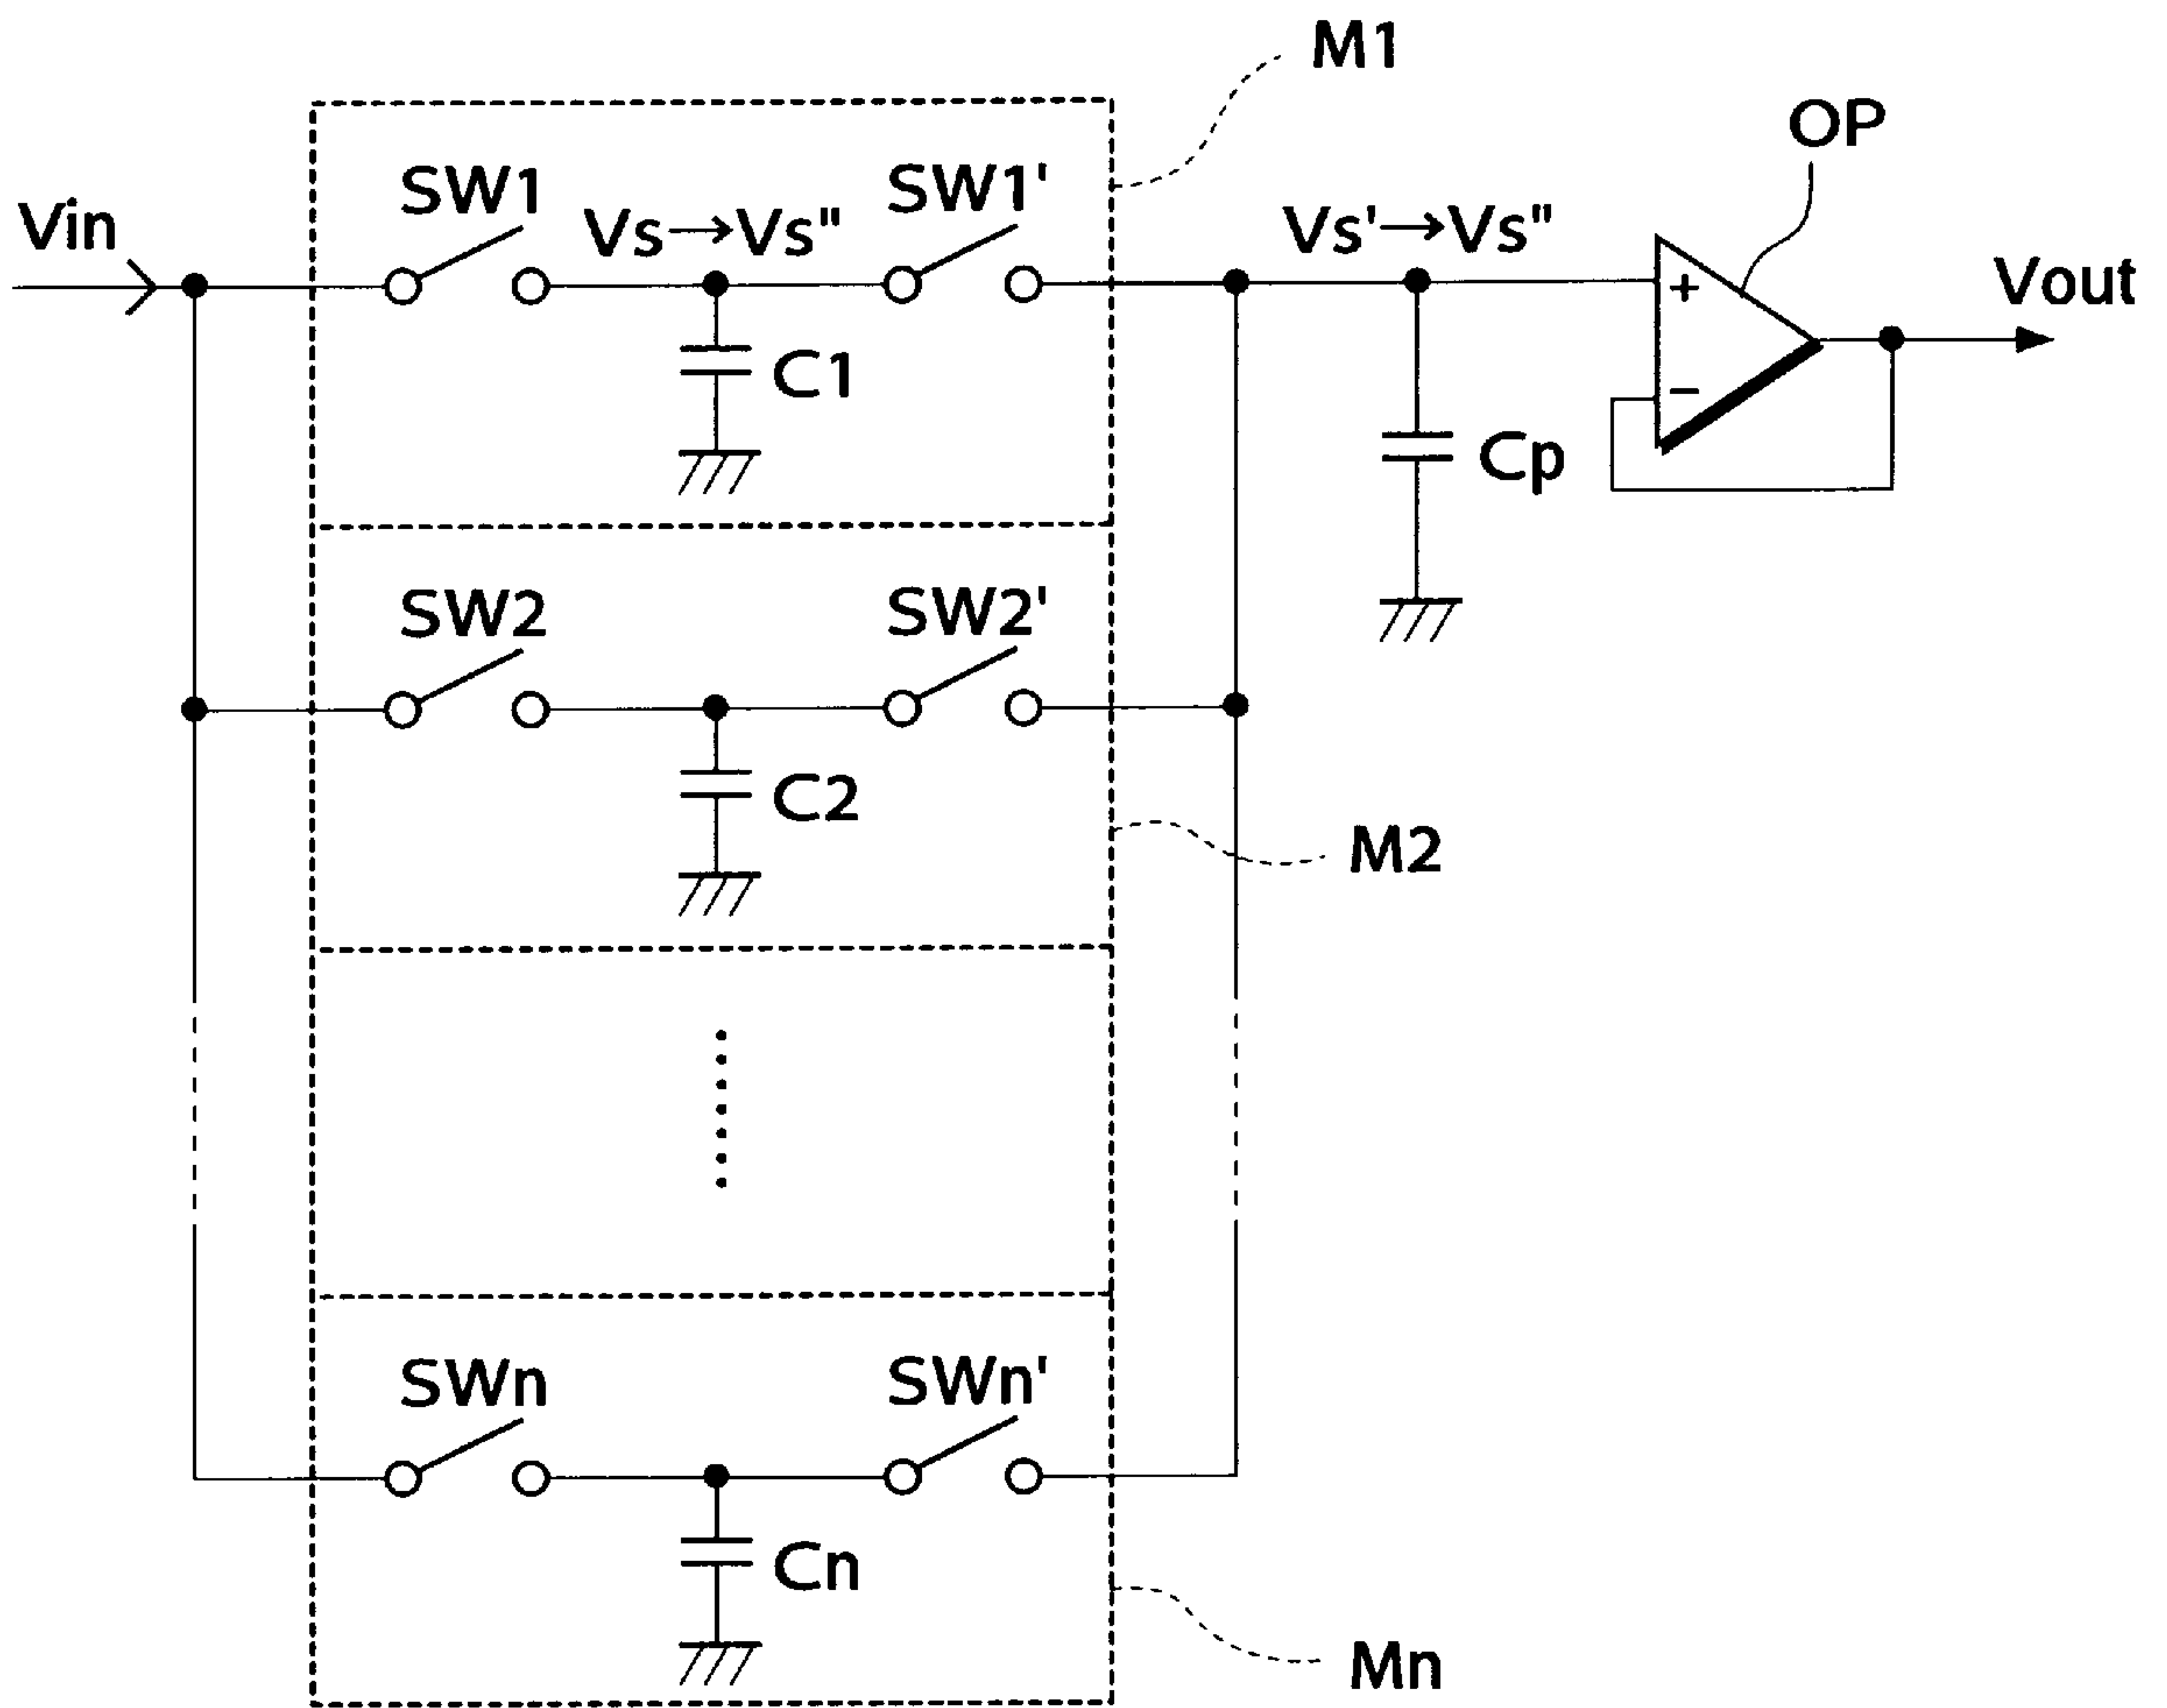 M1
OP
SW1
SW1'
Vin
Vs→Vs"
Vs'→Vs"
Vout
+
−
C1
Cp
SW2
SW2'
C2
M2
SWn
SWn'
Cn
Mn